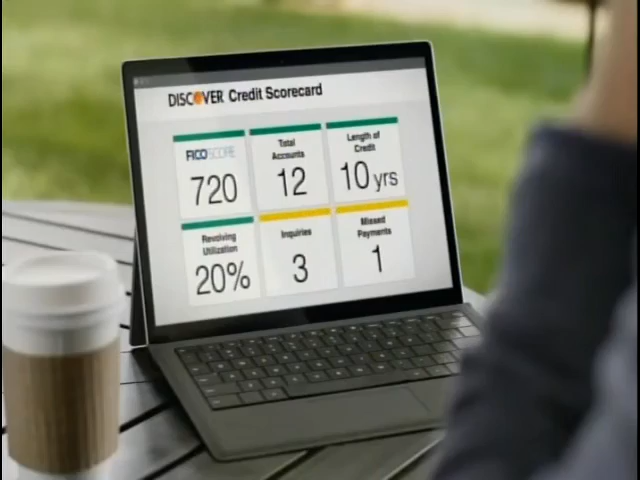 DISCOVER Credit Scorecard
FICO SCORE
720
Total
Accounts
12
Length of
Credit
10 yrs
Revolving
Utilization
20%
Inquiries
3
Missed
Payments
1